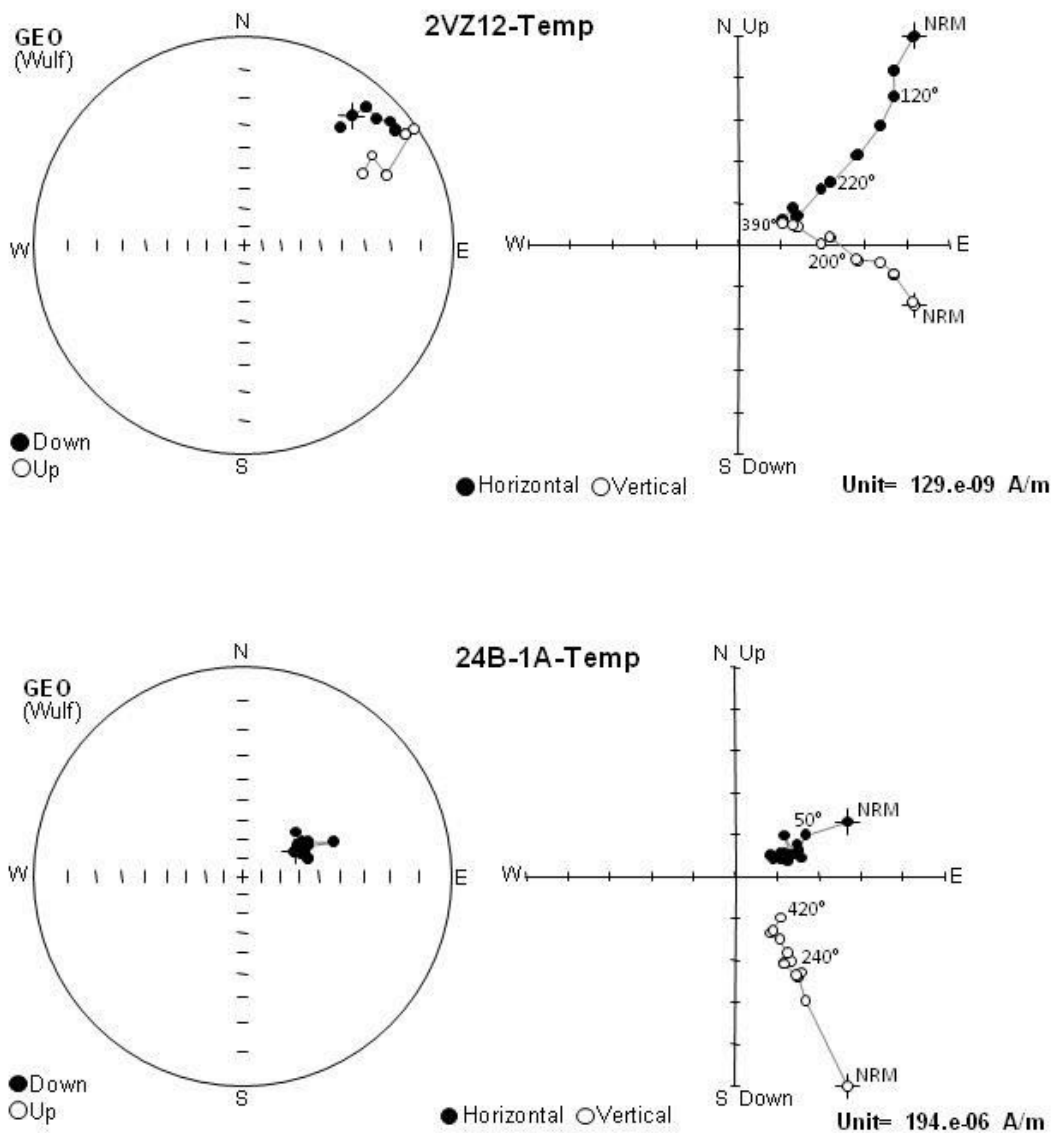 2VZ12-Temp
GEO
(Wulf)
N
W
E
S
Down
Up
N Up
NRM
120°
220°
390°
W
E
200°
NRM
S Down
Horizontal Vertical
Unit= 129.e-09 A/m
24B-1A-Temp
GEO
(Wulf)
N
W
E
S
Down
Up
N Up
50°
NRM
W
E
420°
240°
NRM
S Down
Horizontal Vertical
Unit= 194.e-06 A/m